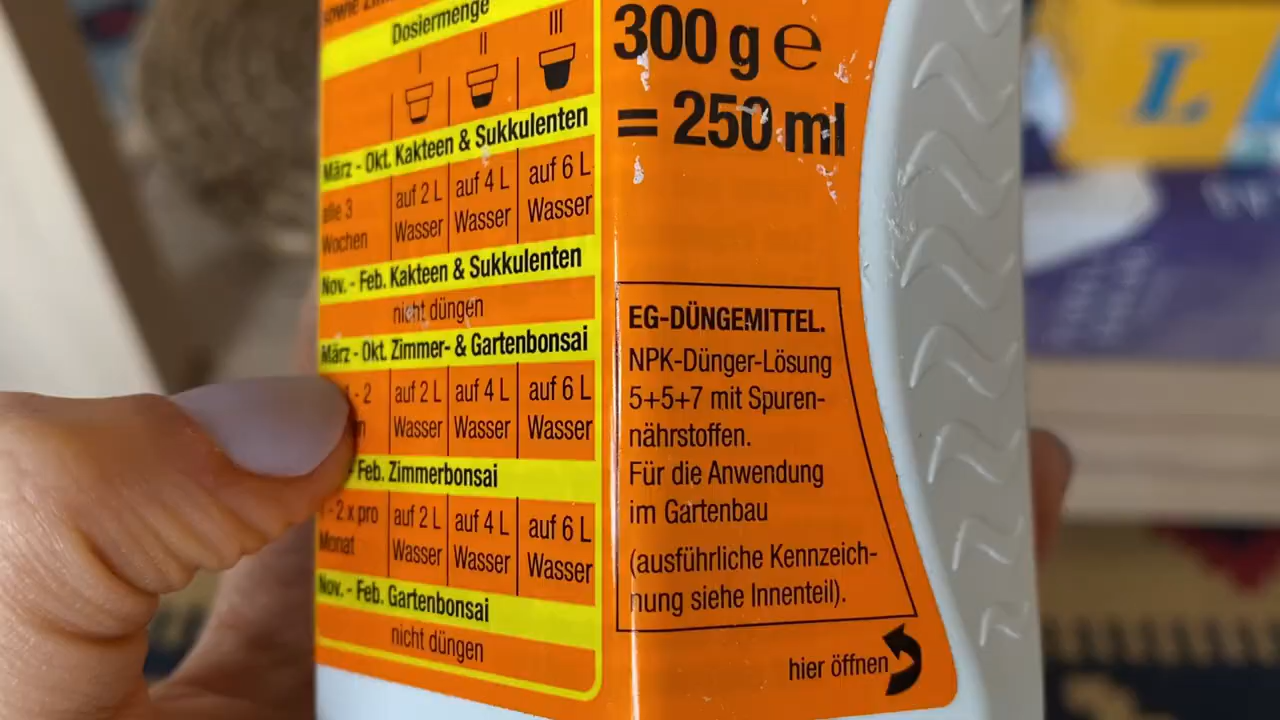 sowie
Dosiermenge
I II III
März - Okt. Kakteen & Sukkulenten
alle 3 Wochen
auf 2 L Wasser
auf 4 L Wasser
auf 6 L Wasser
Nov. - Feb. Kakteen & Sukkulenten
nicht düngen
März - Okt. Zimmer- & Gartenbonsai
- 2
auf 2 L Wasser
auf 4 L Wasser
auf 6 L Wasser
Feb. Zimmerbonsai
1 - 2 x pro Monat
auf 2 L Wasser
auf 4 L Wasser
auf 6 L Wasser
Nov. - Feb. Gartenbonsai
nicht düngen
300 g e
= 250 ml
EG-DÜNGEMITTEL.
NPK-Dünger-Lösung
5+5+7 mit Spuren-
nährstoffen.
Für die Anwendung
im Gartenbau
(ausführliche Kennzeich-
nung siehe Innenteil).
hier öffnen
L